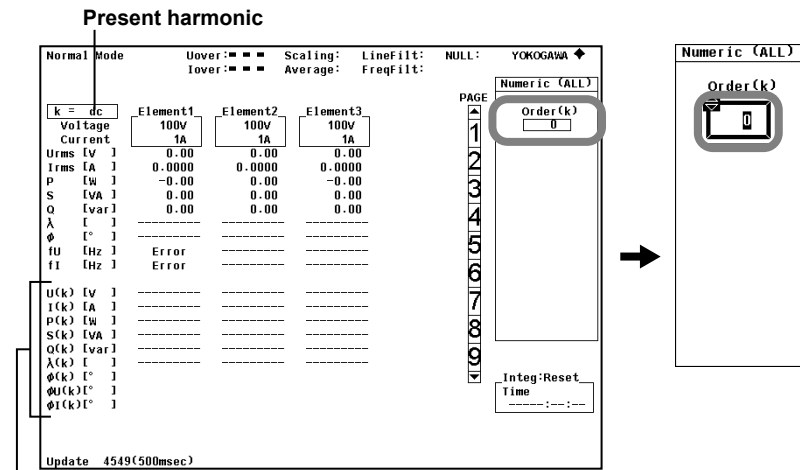 Present harmonic
Normal Mode Uover:= = = Scaling: LineFilt: NULL: YOKOGAWA ◆
Iover:= = = Average: FreqFilt:
PAGE
Numeric (ALL)
Order(k)
0
k = dc Element1 Element2 Element3
Voltage 100V 100V 100V
Current 1A 1A 1A
Urms [V ] 0.00 0.00 0.00
Irms [A ] 0.0000 0.0000 0.0000
P [W ] -0.00 0.00 -0.00
S [VA ] 0.00 0.00 0.00
Q [var] 0.00 0.00 0.00
λ [ ] ---------- ---------- ----------
ø [° ] ---------- ---------- ----------
fU [Hz ] Error ---------- ----------
fI [Hz ] Error ---------- ----------
U(k) [V ] ---------- ---------- ----------
I(k) [A ] ---------- ---------- ----------
P(k) [W ] ---------- ---------- ----------
S(k) [VA ] ---------- ---------- ----------
Q(k) [var] ---------- ---------- ----------
λ(k) [ ] ---------- ---------- ----------
ø(k) [° ]
øU(k)[° ]
øI(k)[° ]
1
2
3
4
5
6
7
8
9
Integ:Reset
Time
-----:--:--
Update 4549(500msec)
Numeric (ALL)
Order(k)
0